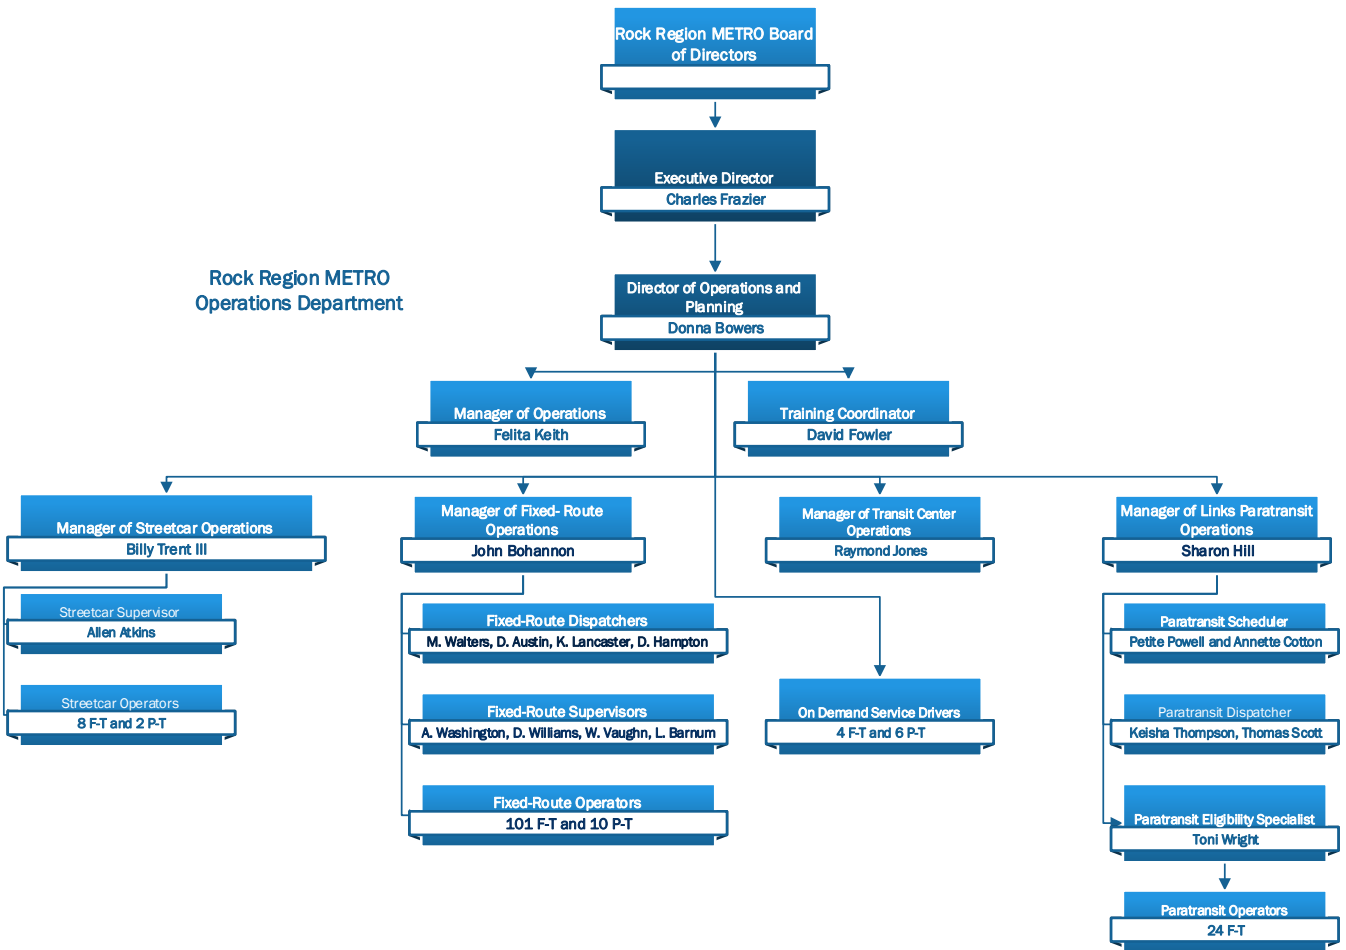 Rock Region METRO Board
of Directors
Executive Director
Charles Frazier
Rock Region METRO
Operations Department
Director of Operations and
Planning
Donna Bowers
Manager of Operations
Felita Keith
Training Coordinator
David Fowler
Manager of Streetcar Operations
Billy Trent III
Manager of Fixed- Route
Operations
John Bohannon
Manager of Transit Center
Operations
Raymond Jones
Manager of Links Paratransit
Operations
Sharon Hill
Streetcar Supervisor
Allen Atkins
Streetcar Operators
8 F-T and 2 P-T
Fixed-Route Dispatchers
M. Walters, D. Austin, K. Lancaster, D. Hampton
Fixed-Route Supervisors
A. Washington, D. Williams, W. Vaughn, L. Barnum
Fixed-Route Operators
101 F-T and 10 P-T
On Demand Service Drivers
4 F-T and 6 P-T
Paratransit Scheduler
Petite Powell and Annette Cotton
Paratransit Dispatcher
Keisha Thompson, Thomas Scott
Paratransit Eligibility Specialist
Toni Wright
Paratransit Operators
24 F-T